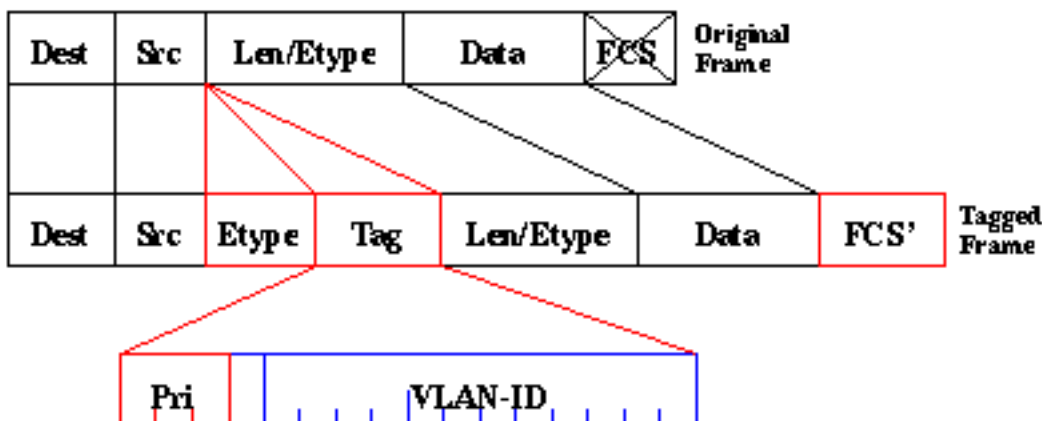 Dest Src Len/Etype Data FCS Original
Frame
Dest Src Etype Tag Len/Etype Data FCS’ Tagged
Frame
Pri VLAN-ID